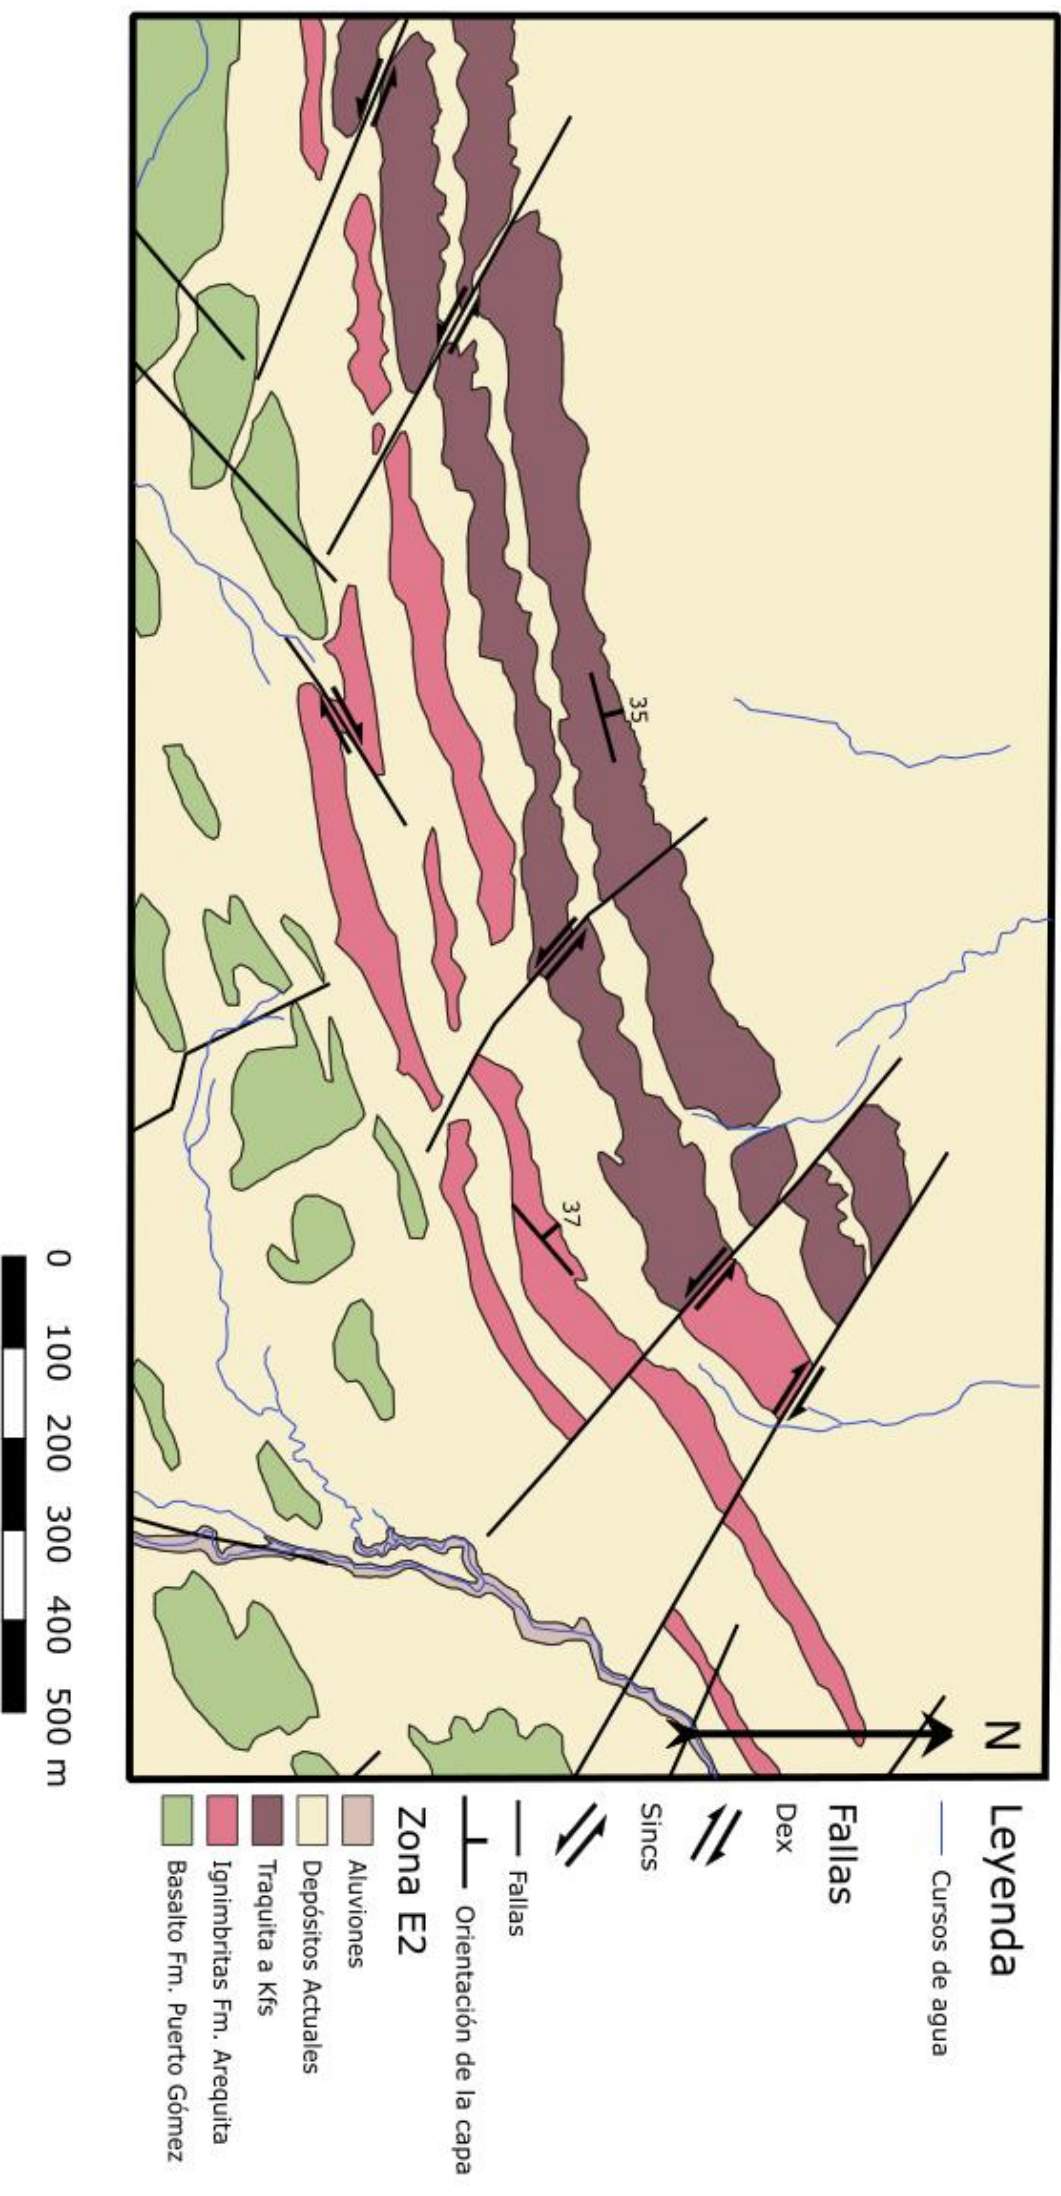 35
37
N
0 100 200 300 400 500 m
Leyenda
Cursos de agua
Fallas
Dex
Sincs
Fallas
Orientación de la capa
Zona E2
Aluviones
Depósitos Actuales
Traquita a Kfs
Ignimbritas Fm. Arequita
Basalto Fm. Puerto Gómez